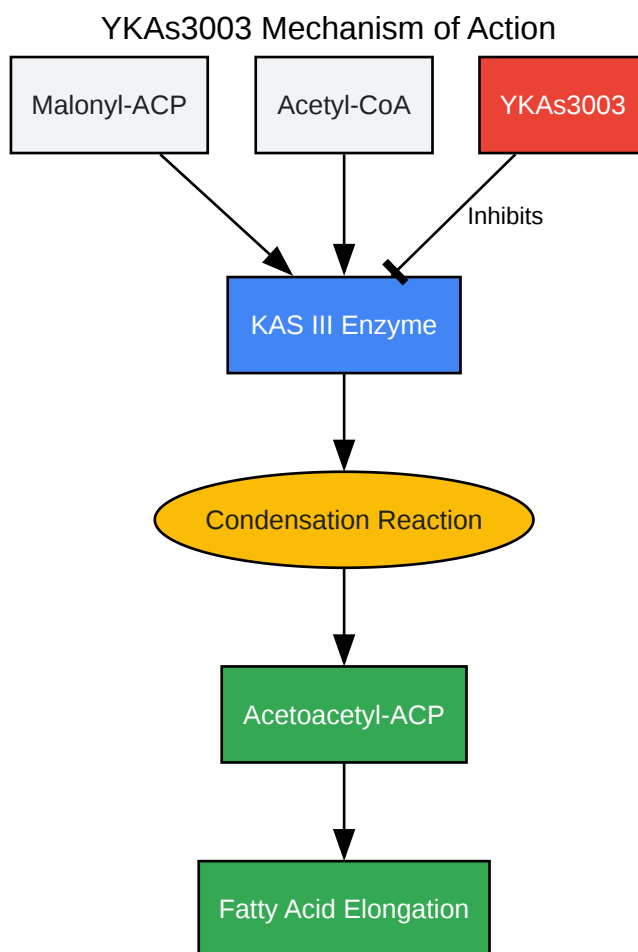 YKAs3003 Mechanism of Action
Malonyl-ACP
Acetyl-CoA
YKAs3003
Inhibits
KAS III Enzyme
Condensation Reaction
Acetoacetyl-ACP
Fatty Acid Elongation